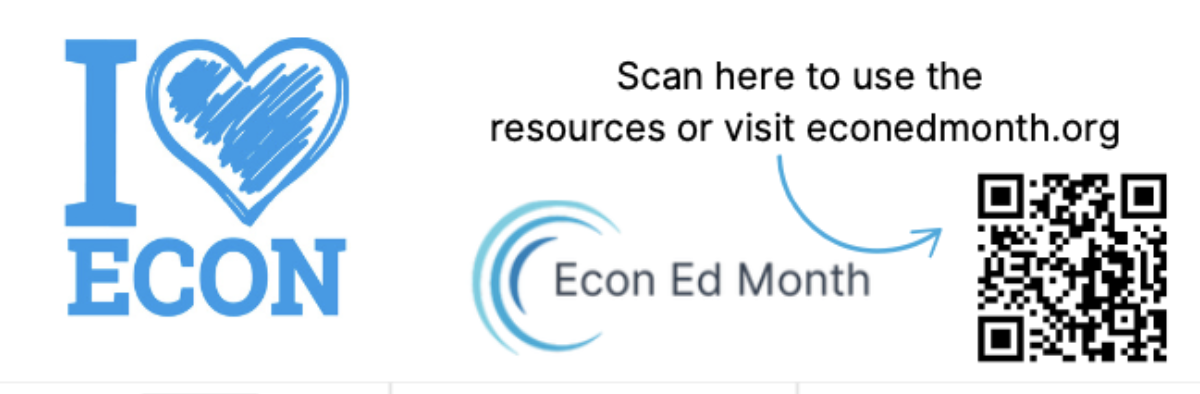 I
ECON
Scan here to use the
resources or visit econedmonth.org
Econ Ed Month